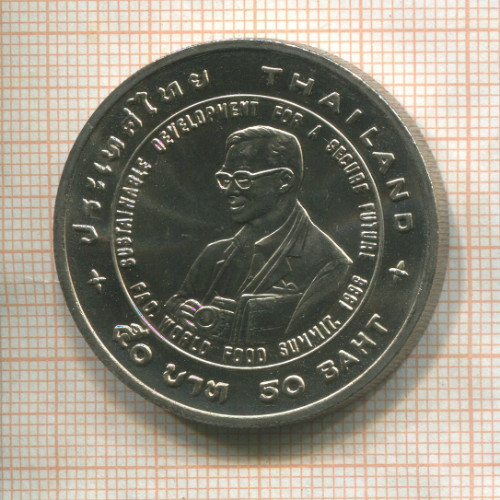 ประเทศไทย THAILAND
SUSTAINABLE DEVELOPMENT FOR A SECURE FUTURE
F.A.O. WORLD FOOD SUMMIT, 1996
๕๐ บาท 50 BAHT